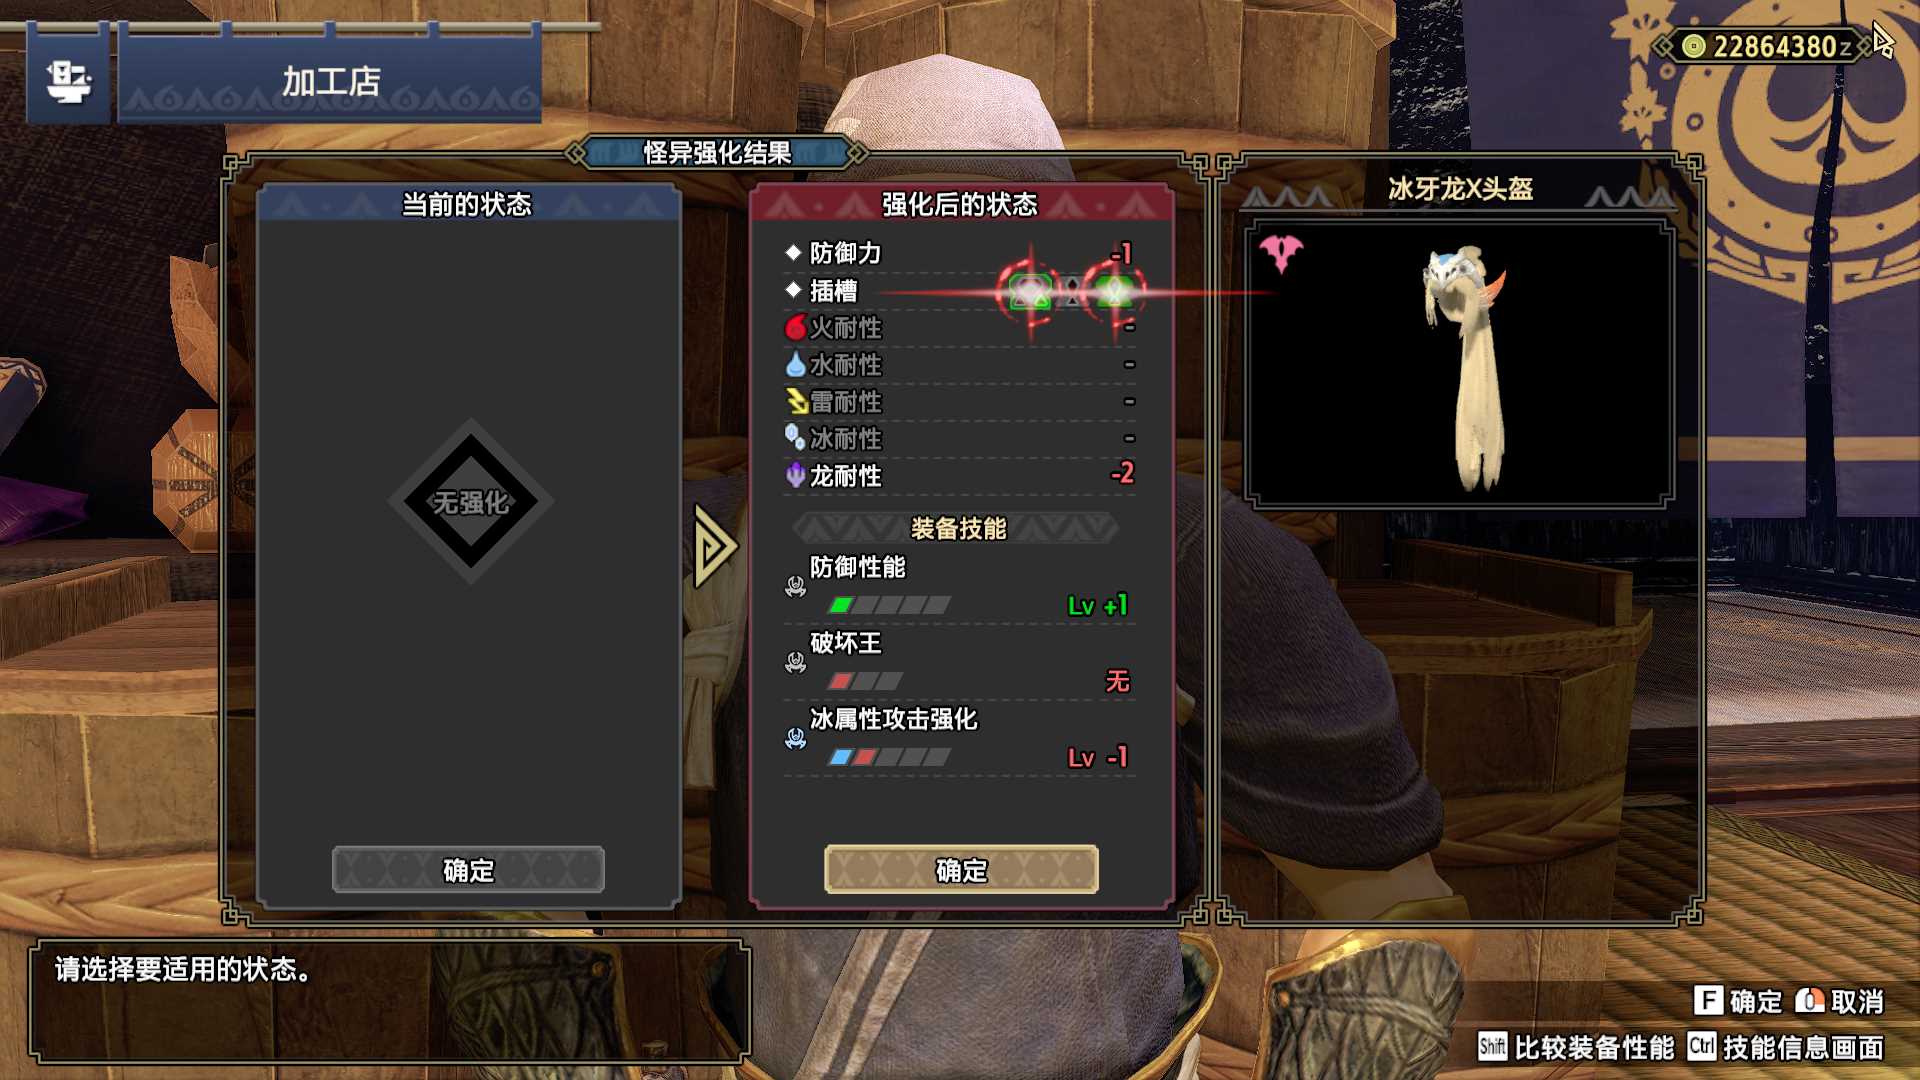 加工店
22864380z
怪异强化结果
当前的状态
无强化
确定
强化后的状态
防御力 -1
插槽
火耐性 -
水耐性 -
雷耐性 -
冰耐性 -
龙耐性 -2
装备技能
防御性能
Lv +1
破坏王
无
冰属性攻击强化
Lv -1
确定
冰牙龙X头盔
请选择要适用的状态。
F 确定 取消
Shift 比较装备性能 Ctrl 技能信息画面